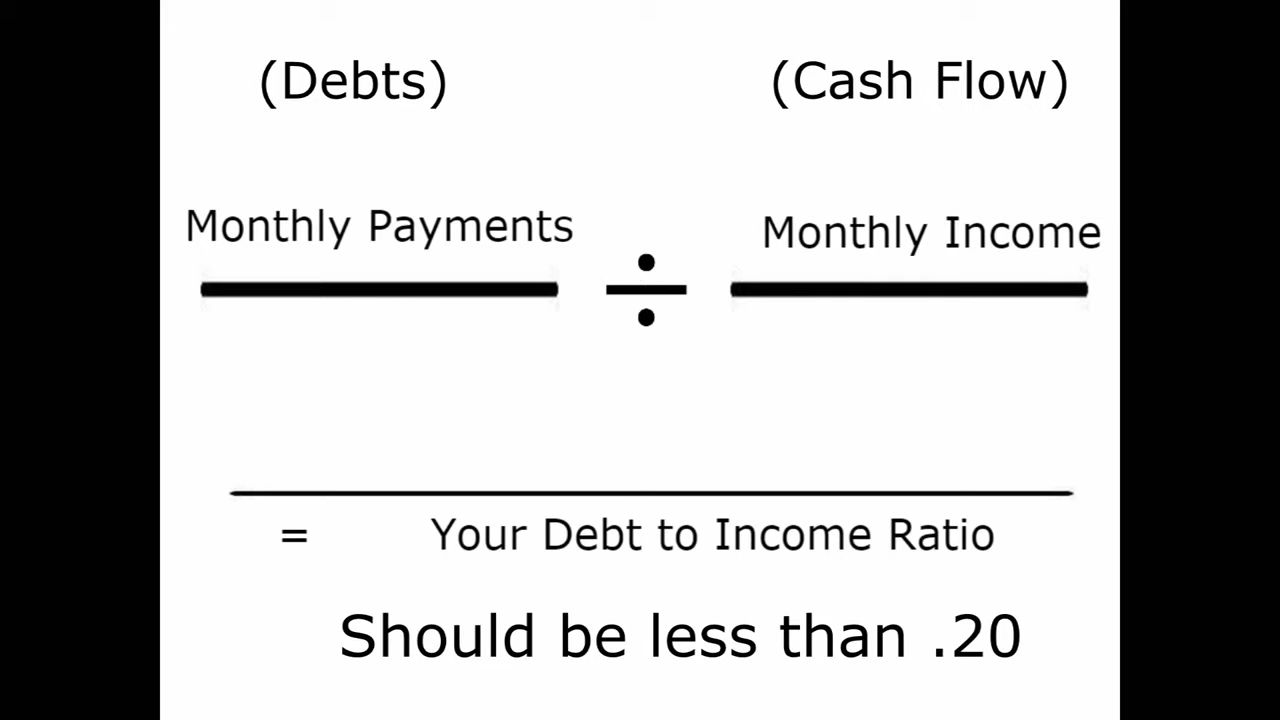 (Debts) (Cash Flow)
Monthly Payments ÷ Monthly Income
= Your Debt to Income Ratio
Should be less than .20